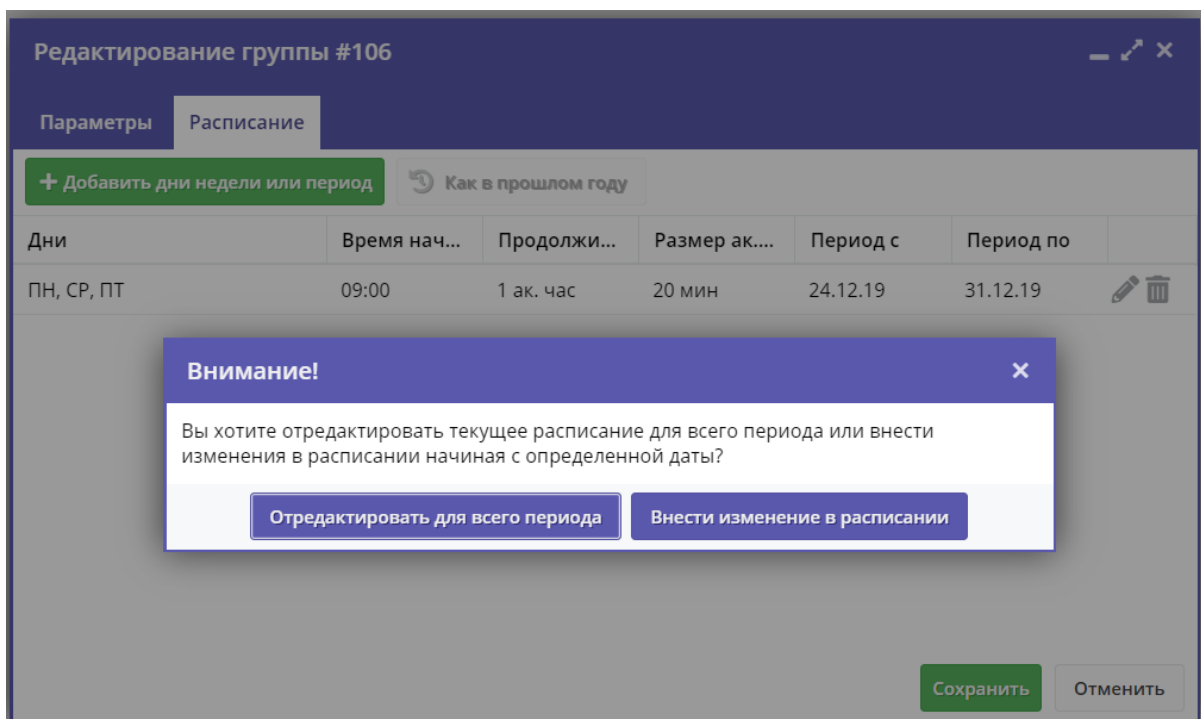 Редактирование группы #106
Параметры Расписание
+ Добавить дни недели или период Как в прошлом году
Дни Время нач... Продолжи... Размер ак.... Период с Период по
ПН, СР, ПТ 09:00 1 ак. час 20 мин 24.12.19 31.12.19
Внимание!
Вы хотите отредактировать текущее расписание для всего периода или внести
изменения в расписании начиная с определенной даты?
Отредактировать для всего периода Внести изменение в расписании
Сохранить Отменить